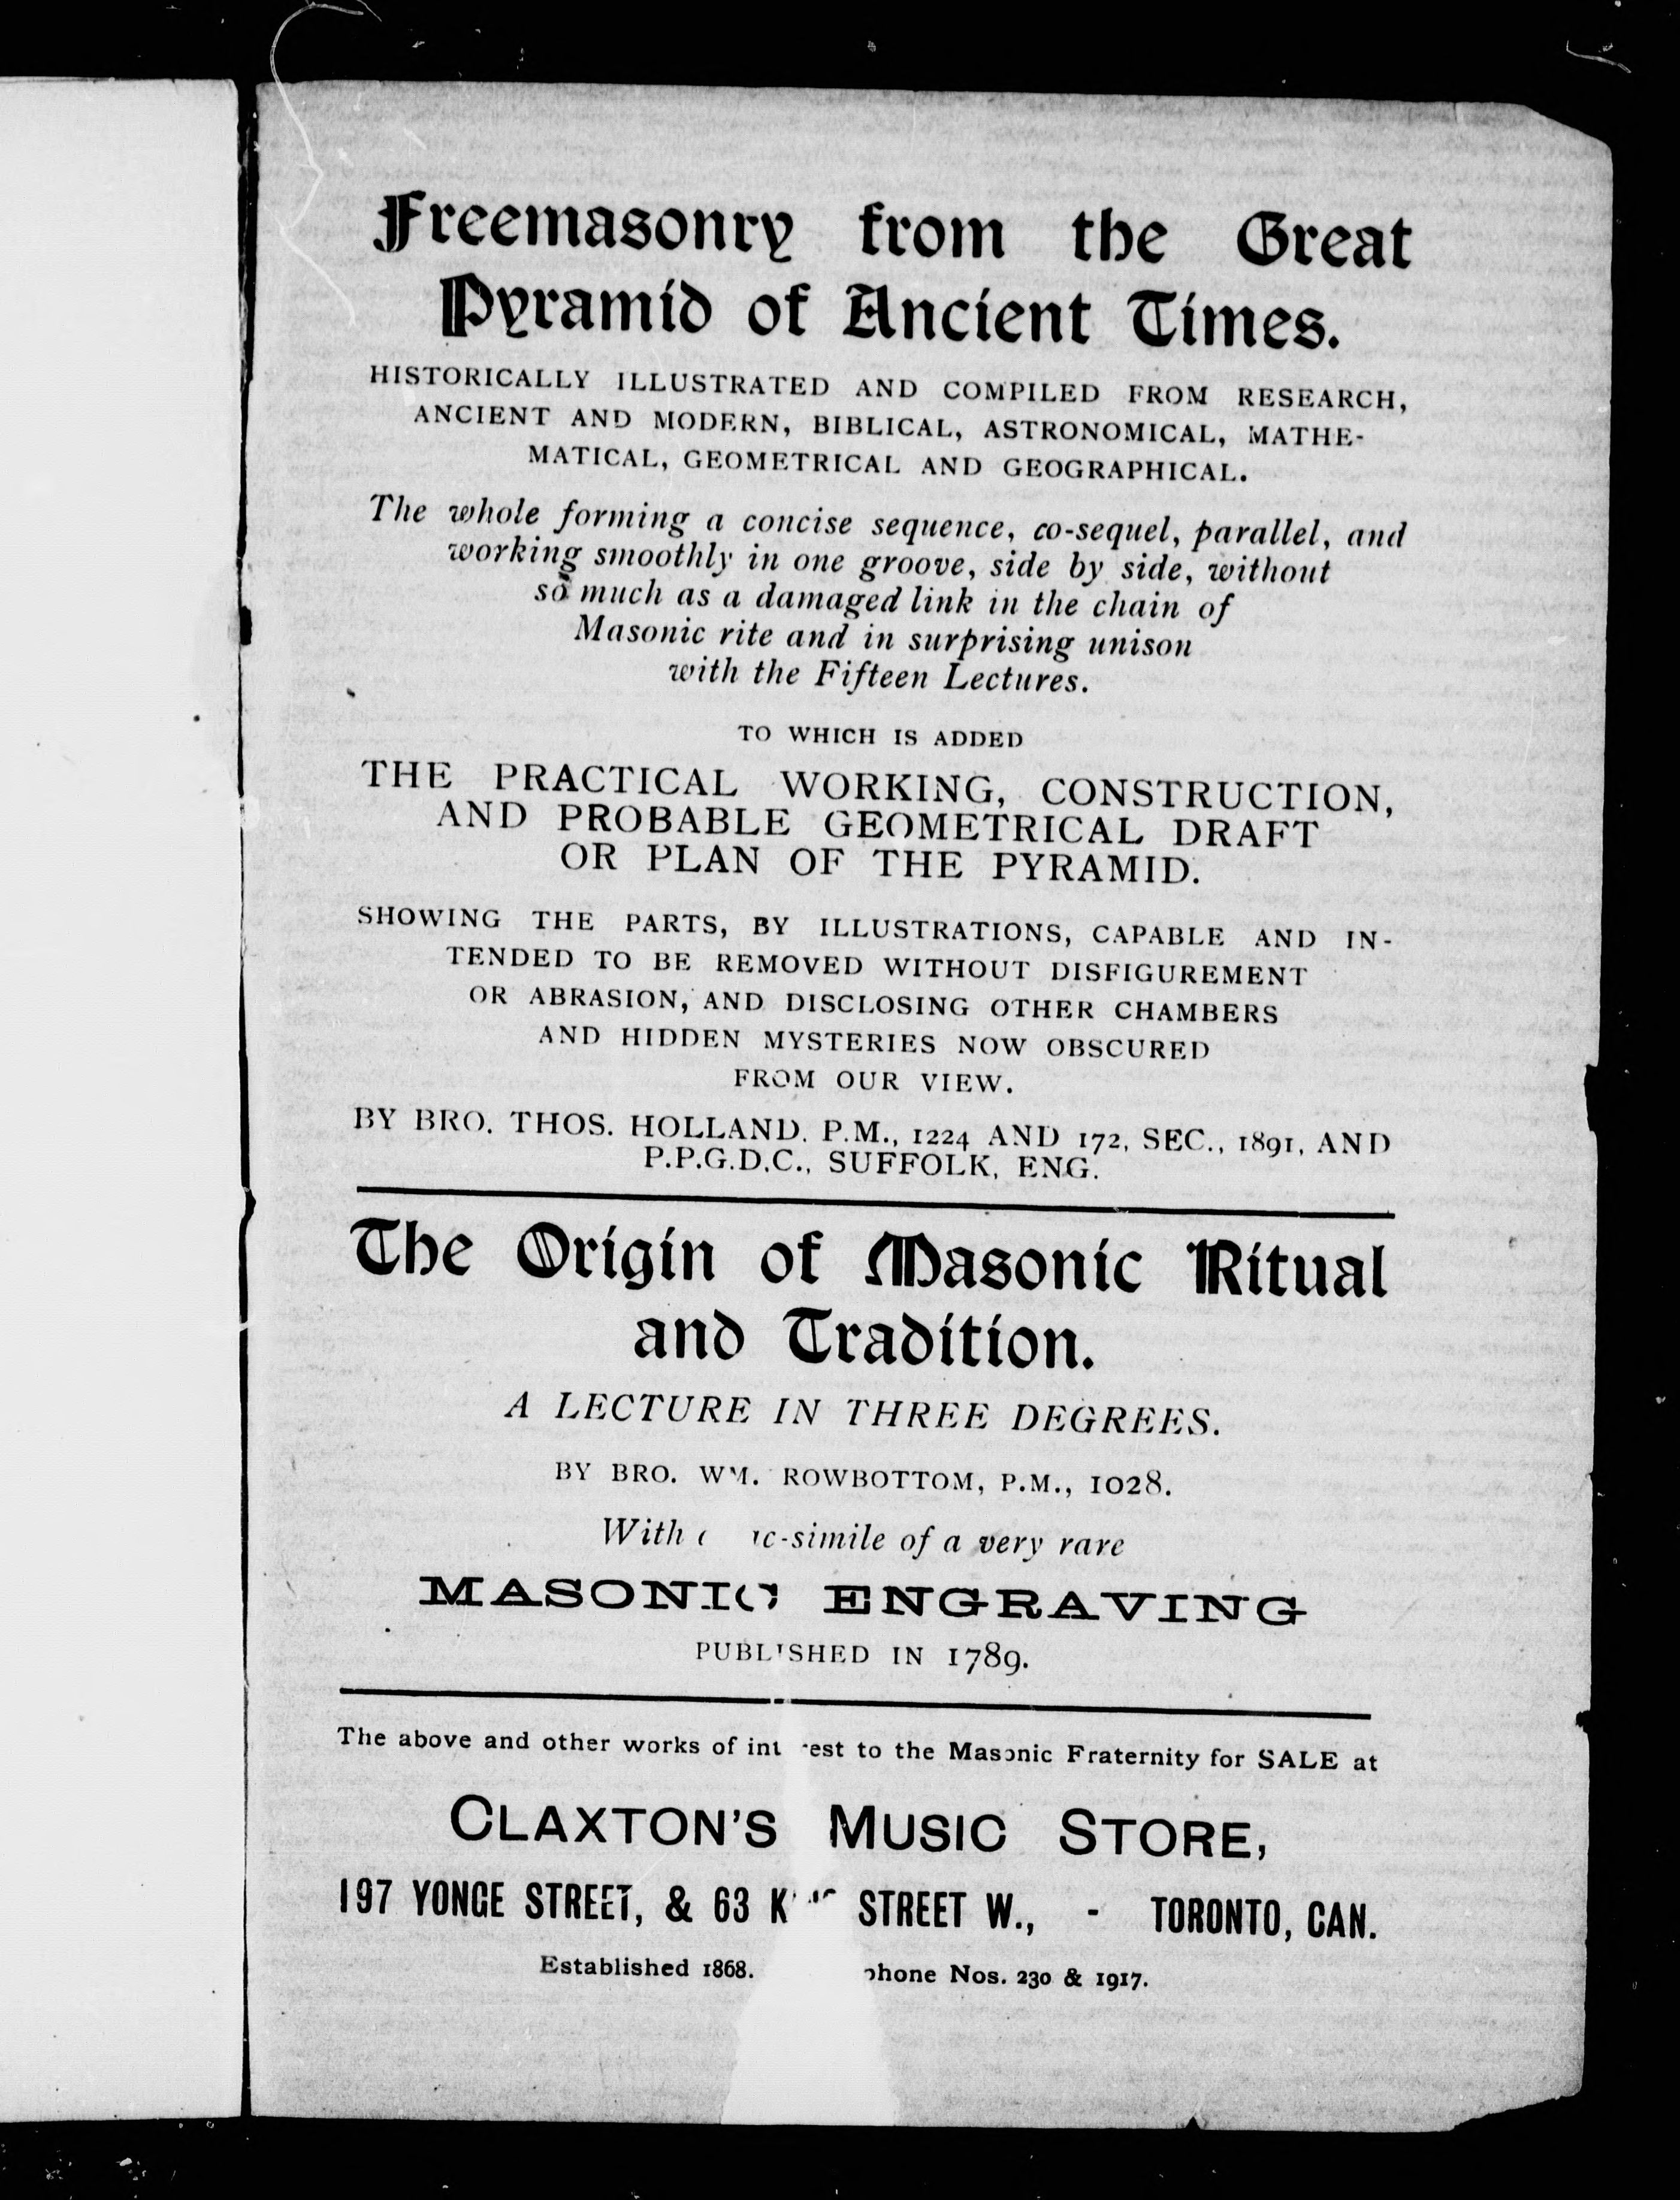 Freemasonry from the Great
Pyramid of Ancient Times.
HISTORICALLY ILLUSTRATED AND COMPILED FROM RESEARCH,
ANCIENT AND MODERN, BIBLICAL, ASTRONOMICAL, MATHE-
MATICAL, GEOMETRICAL AND GEOGRAPHICAL.
The whole forming a concise sequence, co-sequel, parallel, and
working smoothly in one groove, side by side, without
so much as a damaged link in the chain of
Masonic rite and in surprising unison
with the Fifteen Lectures.
TO WHICH IS ADDED
THE PRACTICAL WORKING, CONSTRUCTION,
AND PROBABLE GEOMETRICAL DRAFT
OR PLAN OF THE PYRAMID.
SHOWING THE PARTS, BY ILLUSTRATIONS, CAPABLE AND IN-
TENDED TO BE REMOVED WITHOUT DISFIGUREMENT
OR ABRASION, AND DISCLOSING OTHER CHAMBERS
AND HIDDEN MYSTERIES NOW OBSCURED
FROM OUR VIEW.
BY BRO. THOS. HOLLAND. P.M., 1224 AND 172, SEC., 1891, AND
P.P.G.D.C., SUFFOLK, ENG.
The Origin of Masonic Ritual
and Tradition.
A LECTURE IN THREE DEGREES.
BY BRO. WM. ROWBOTTOM, P.M., 1028.
With c-simile of a very rare
MASONIC ENGRAVING
PUBLISHED IN 1789.
The above and other works of int est to the Masonic Fraternity for SALE at
CLAXTON'S MUSIC STORE,
197 YONGE STREET, & 63 K STREET W., - TORONTO, CAN.
Established 1868. phone Nos. 230 & 1917.